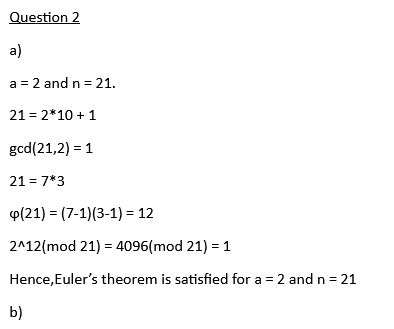 Question 2
a)
a = 2 and n = 21.
21 = 2*10 + 1
gcd(21,2) = 1
21 = 7*3
φ(21) = (7-1)(3-1) = 12
2^12(mod 21) = 4096(mod 21) = 1
Hence,Euler’s theorem is satisfied for a = 2 and n = 21
b)